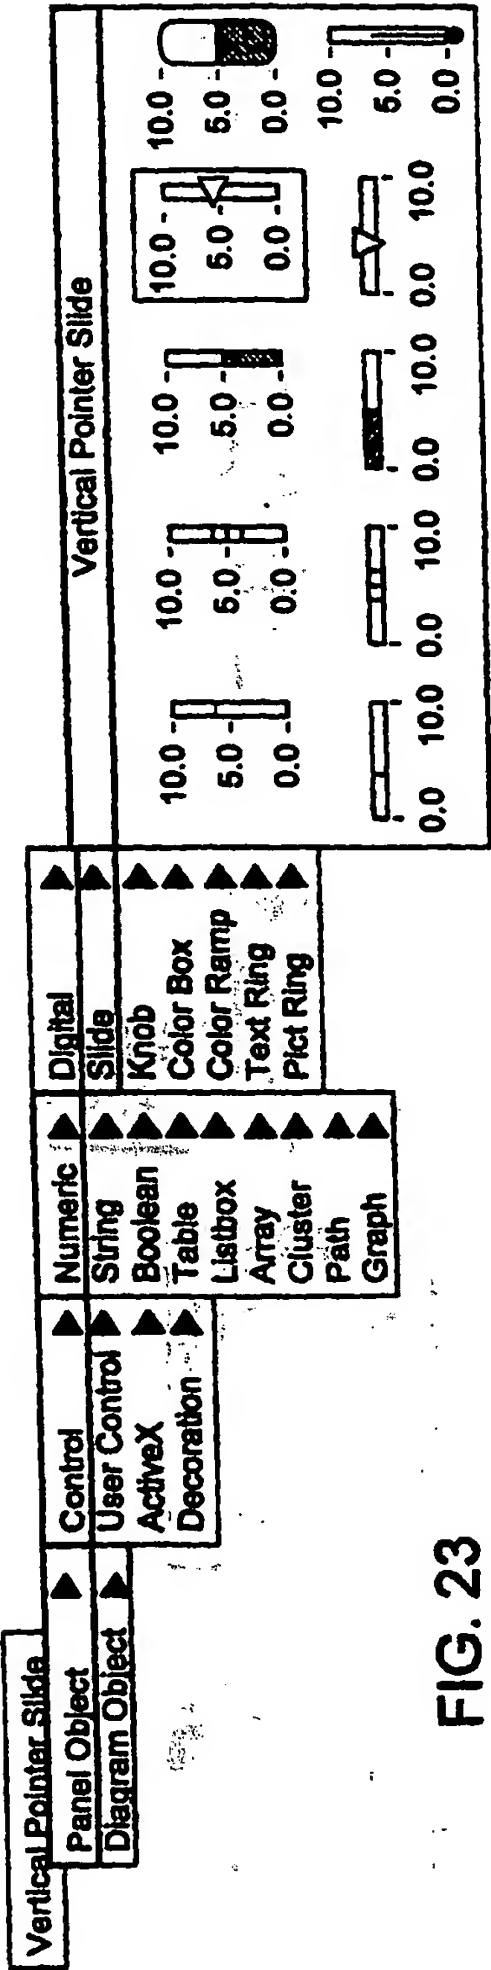 Vertical Pointer Slide
Panel Object
Diagram Object
Control
User Control
ActiveX
Decoration
Numeric
String
Boolean
Table
Listbox
Array
Cluster
Path
Graph
Digital
Slide
Knob
Color Box
Color Ramp
Text Ring
Pict Ring
Vertical Pointer Slide
10.0 10.0 10.0 10.0 10.0
5.0 5.0 5.0 5.0 5.0
0.0 0.0 0.0 0.0 0.0
10.0
5.0
0.0
0.0 10.0 0.0 10.0 0.0 10.0 0.0 10.0
FIG. 23